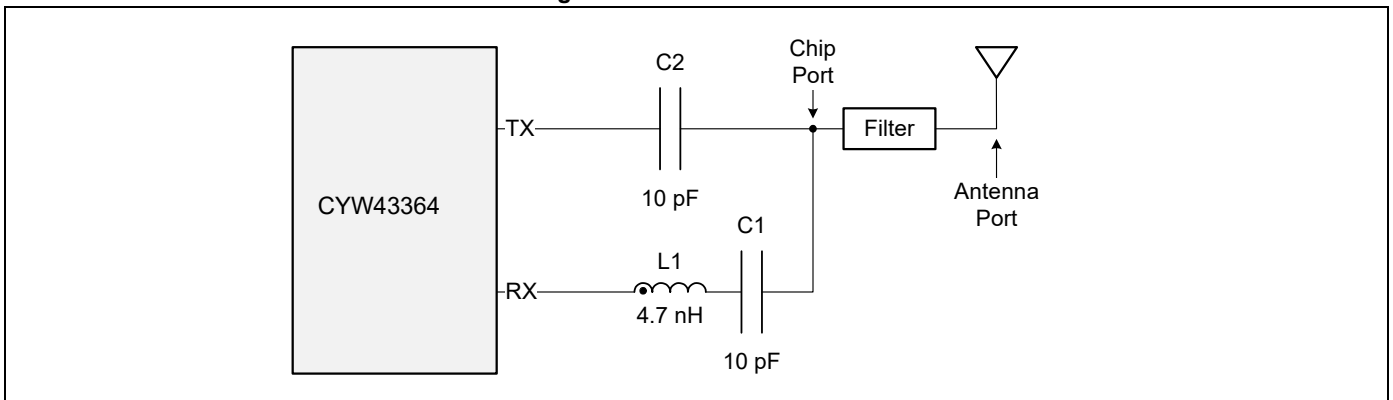 C2
Chip
Port
TX
Filter
10 pF
Antenna
Port
CYW43364
C1
L1
RX
4.7 nH
10 pF